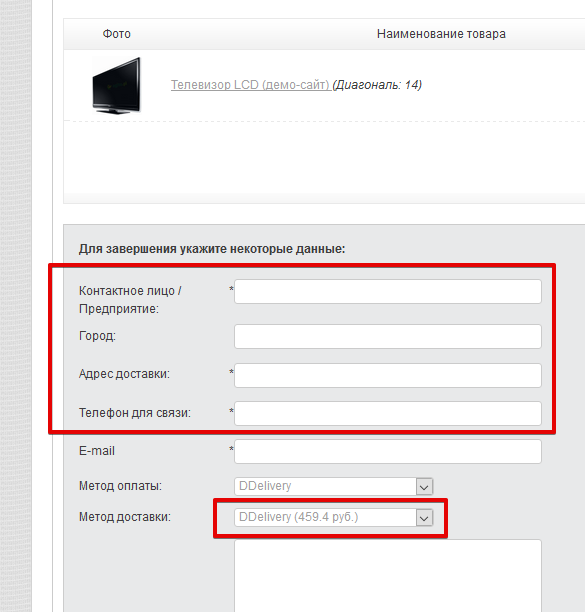 Фото Наименование товара
Телевизор LCD (демо-сайт) (Диагональ: 14)
Для завершения укажите некоторые данные:
Контактное лицо / *
Предприятие:
Город:
Адрес доставки: *
Телефон для связи: *
E-mail *
Метод оплаты: DDelivery
Метод доставки: DDelivery (459.4 руб.)